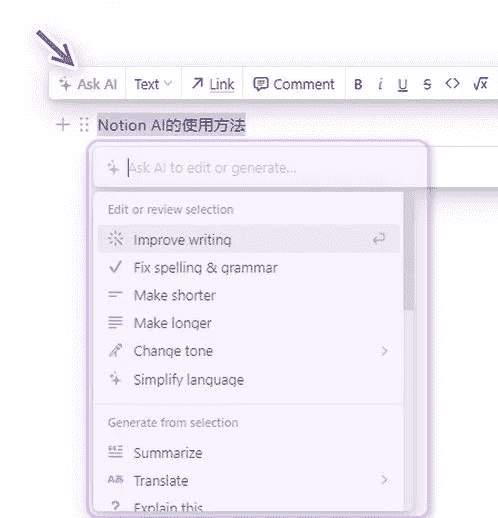 Ask AI Text Link Comment B i U S <> √x
Notion AI的使用方法
Ask AI to edit or generate...
Edit or review selection
Improve writing
Fix spelling & grammar
Make shorter
Make longer
Change tone
Simplify language
Generate from selection
Summarize
Translate
Explain this